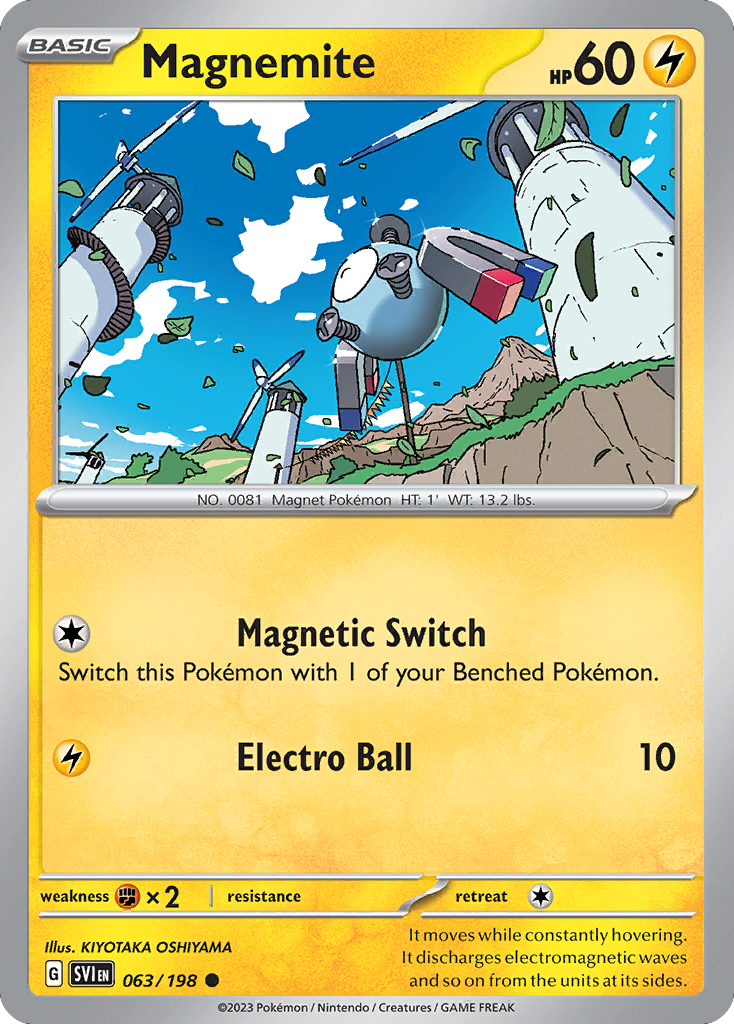 BASIC
Magnemite
HP 60
NO. 0081 Magnet Pokémon HT: 1' WT: 13.2 lbs.
Magnetic Switch
Switch this Pokémon with 1 of your Benched Pokémon.
Electro Ball 10
weakness ×2 resistance retreat
Illus. KIYOTAKA OSHIYAMA
G SVI EN 063/198
It moves while constantly hovering.
It discharges electromagnetic waves
and so on from the units at its sides.
©2023 Pokémon / Nintendo / Creatures / GAME FREAK